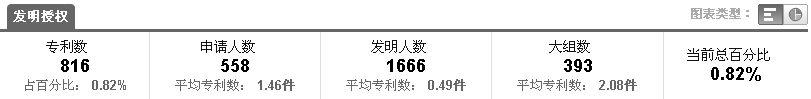 发明授权
图表类型：
专利数
816
占百分比： 0.82%
申请人数
558
平均专利数： 1.46件
发明人数
1666
平均专利数： 0.49件
大组数
393
平均专利数： 2.08件
当前总百分比
0.82%